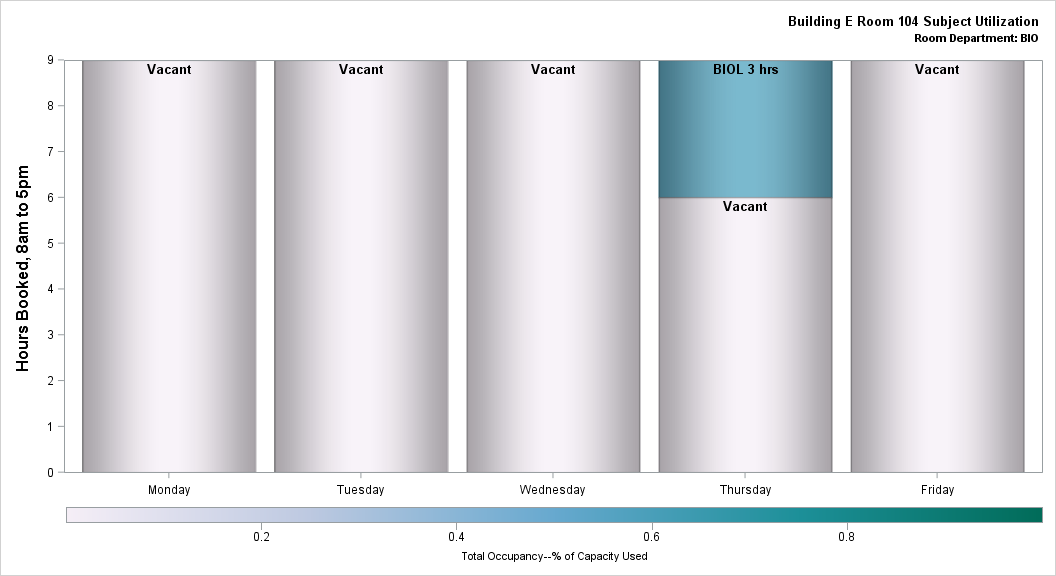 Building E Room 104 Subject Utilization
Room Department: BIO
Hours Booked, 8am to 5pm
9
8
7
6
5
4
3
2
1
0
Vacant
Vacant
Vacant
BIOL 3 hrs
Vacant
Vacant
Monday
Tuesday
Wednesday
Thursday
Friday
0.2
0.4
0.6
0.8
Total Occupancy--% of Capacity Used